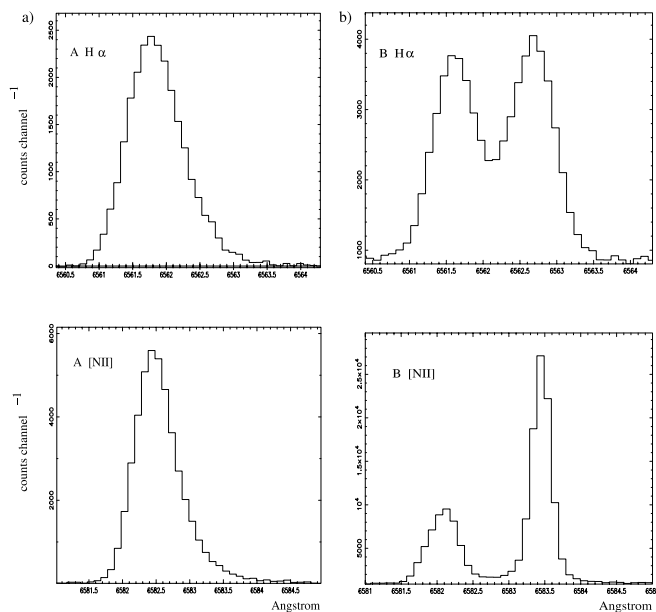 a)
A H α
counts channel −1
2500
2000
1500
1000
500
0
6560.5 6561 6561.5 6562 6562.5 6563 6563.5 6564
b)
B Hα
4000
3000
2000
1000
6560.5 6561 6561.5 6562 6562.5 6563 6563.5 6564
A [NII]
counts channel −1
6000
4000
2000
6581.5 6582 6582.5 6583 6583.5 6584 6584.5
Angstrom
B [NII]
2.5×10⁴
2×10⁴
1.5×10⁴
10⁴
5000
6581 6581.5 6582 6582.5 6583 6583.5 6584 6584.5 658
Angstrom